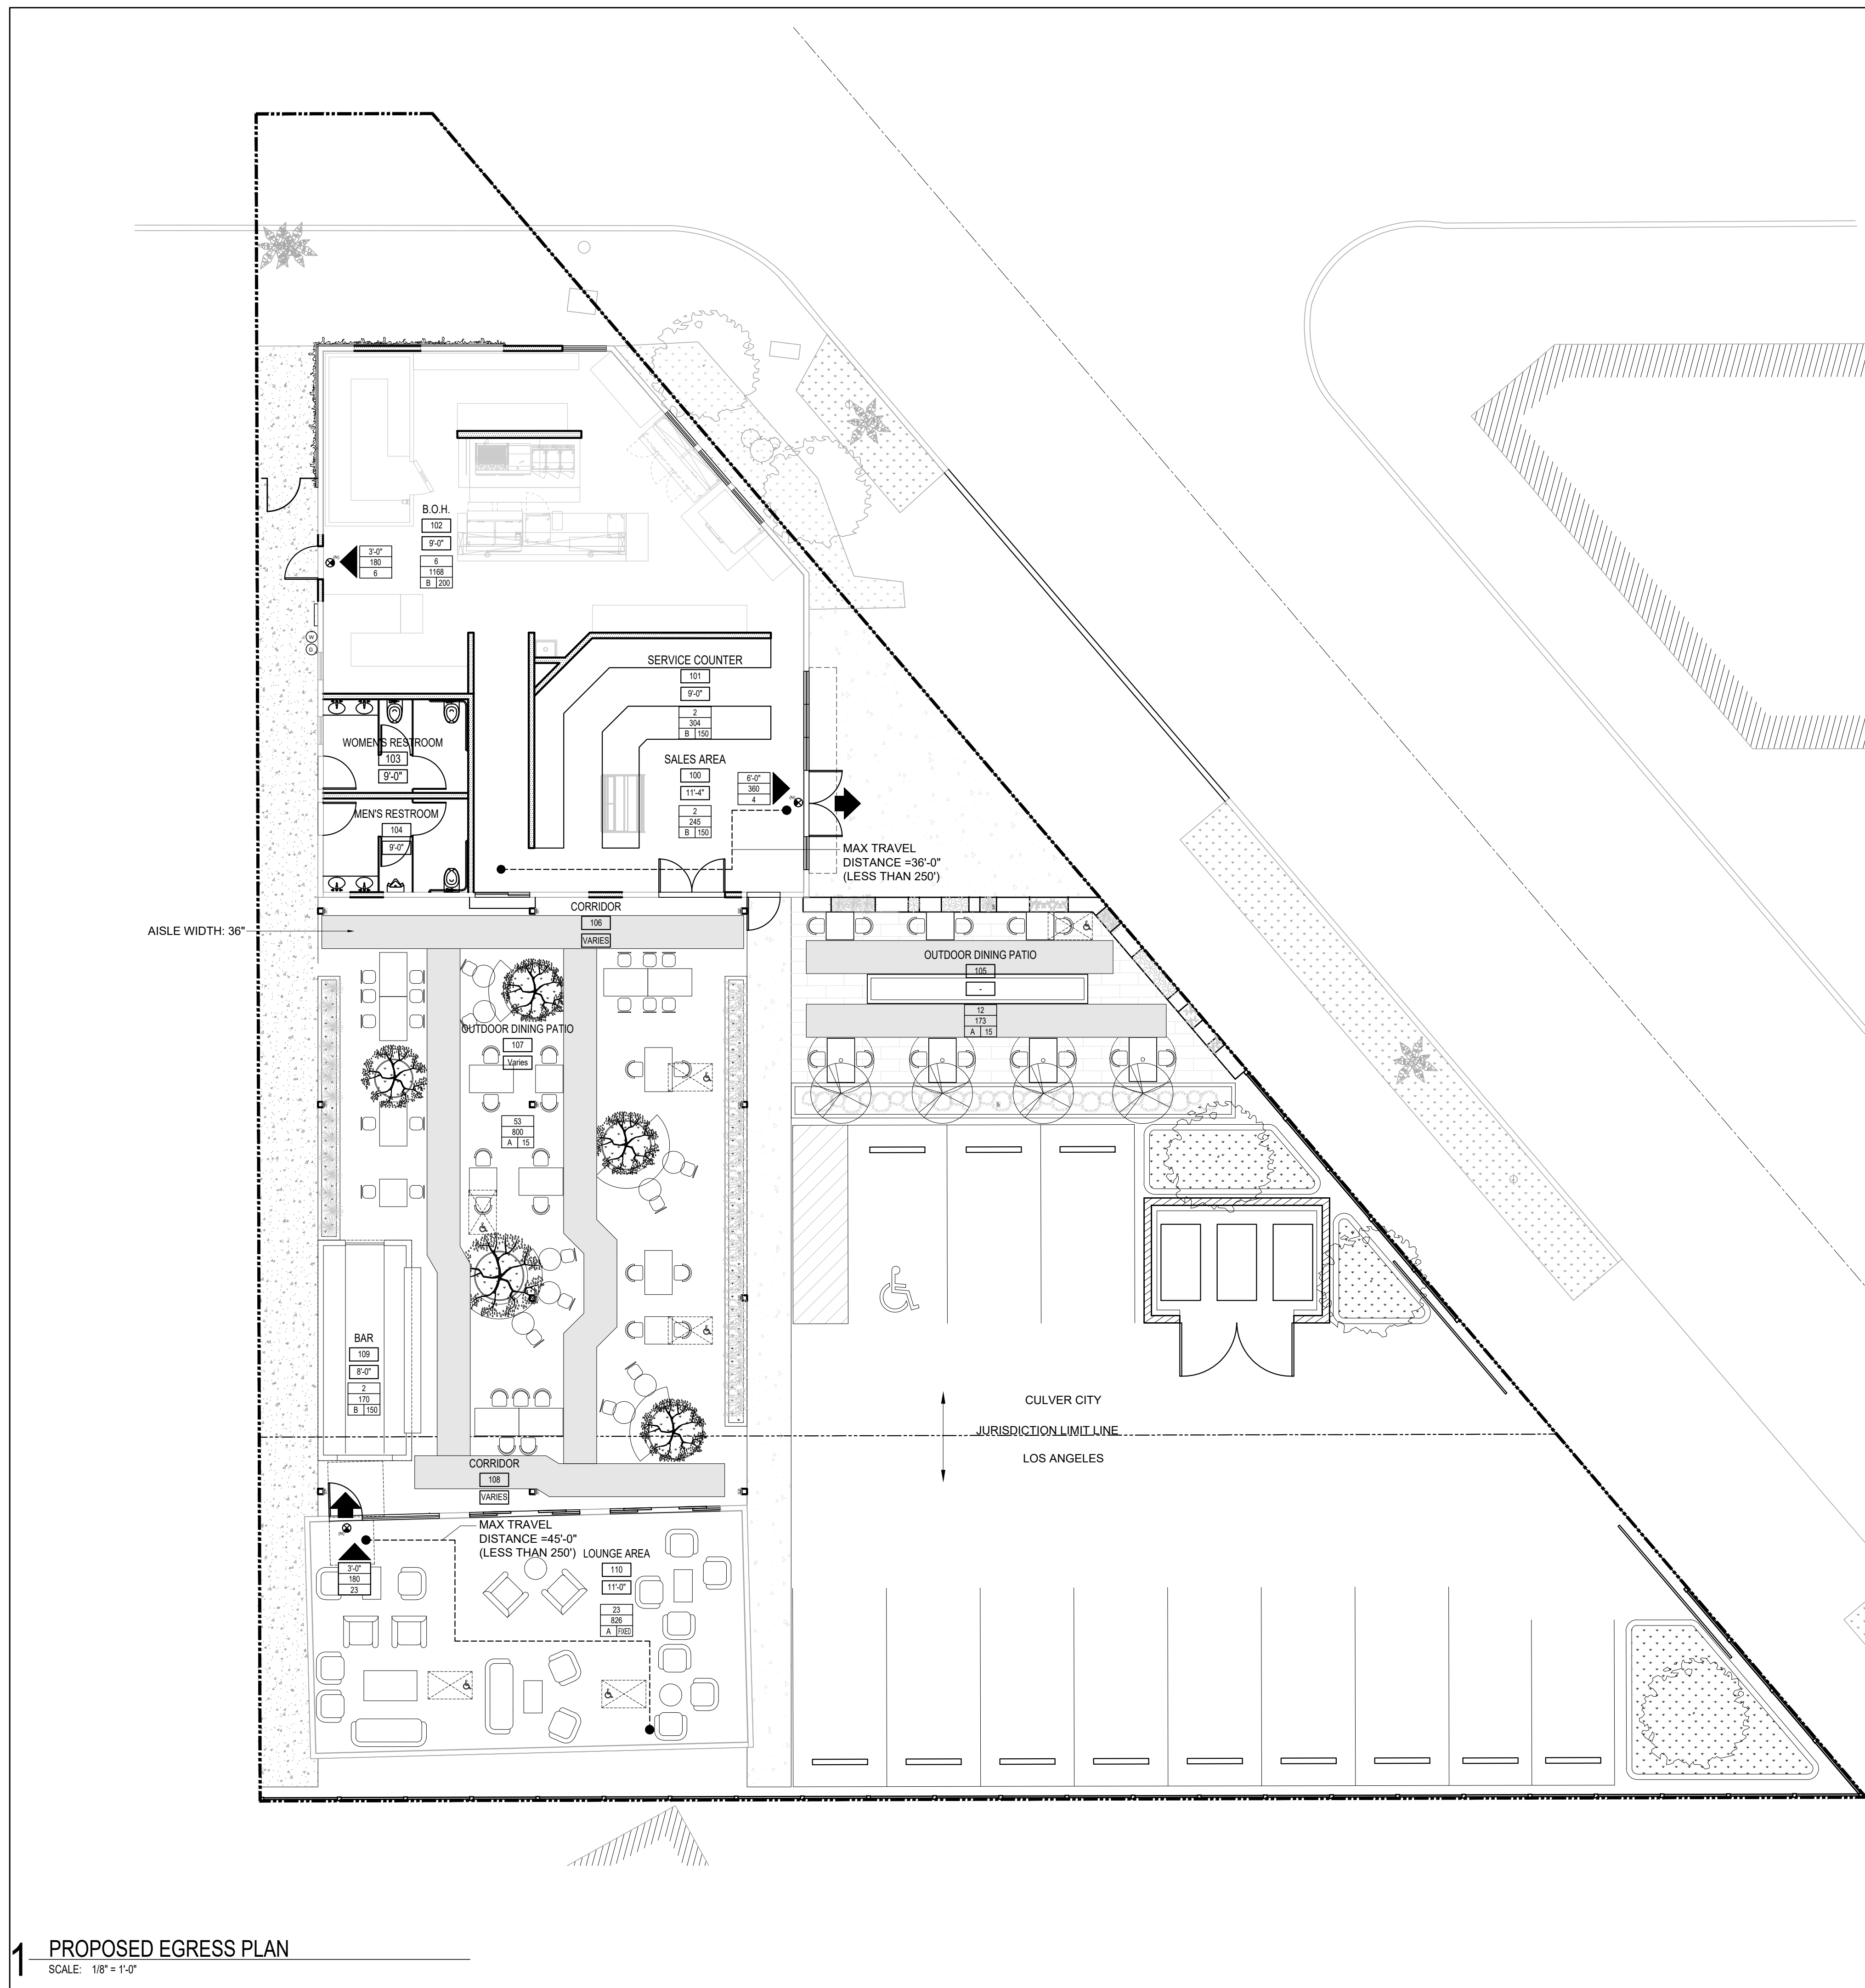 B.O.H.
102
9'-0"
6
1168
B 200
(N)
3'-0"
180
6
W
G
SERVICE COUNTER
101
9'-0"
2
304
B 150
WOMEN'S RESTROOM
103
9'-0"
SALES AREA
100
11'-4"
2
245
B 150
6'-0"
360
4
(N)
MEN'S RESTROOM
104
9'-0"
MAX TRAVEL
DISTANCE =36'-0"
(LESS THAN 250')
CORRIDOR
106
VARIES
AISLE WIDTH: 36"
OUTDOOR DINING PATIO
105
-
12
173
A 15
OUTDOOR DINING PATIO
107
Varies
53
800
A 15
BAR
109
8'-0"
2
170
B 150
CULVER CITY
JURISDICTION LIMIT LINE
LOS ANGELES
CORRIDOR
108
VARIES
MAX TRAVEL
DISTANCE =45'-0"
(LESS THAN 250')
(N)
3'-0"
180
23
LOUNGE AREA
110
11'-0"
23
826
A FIXED
1 PROPOSED EGRESS PLAN
SCALE: 1/8" = 1'-0"